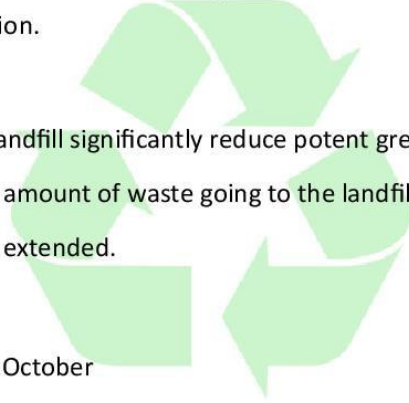 ion.
andfill significantly reduce potent gre
amount of waste going to the landfil
extended.
October